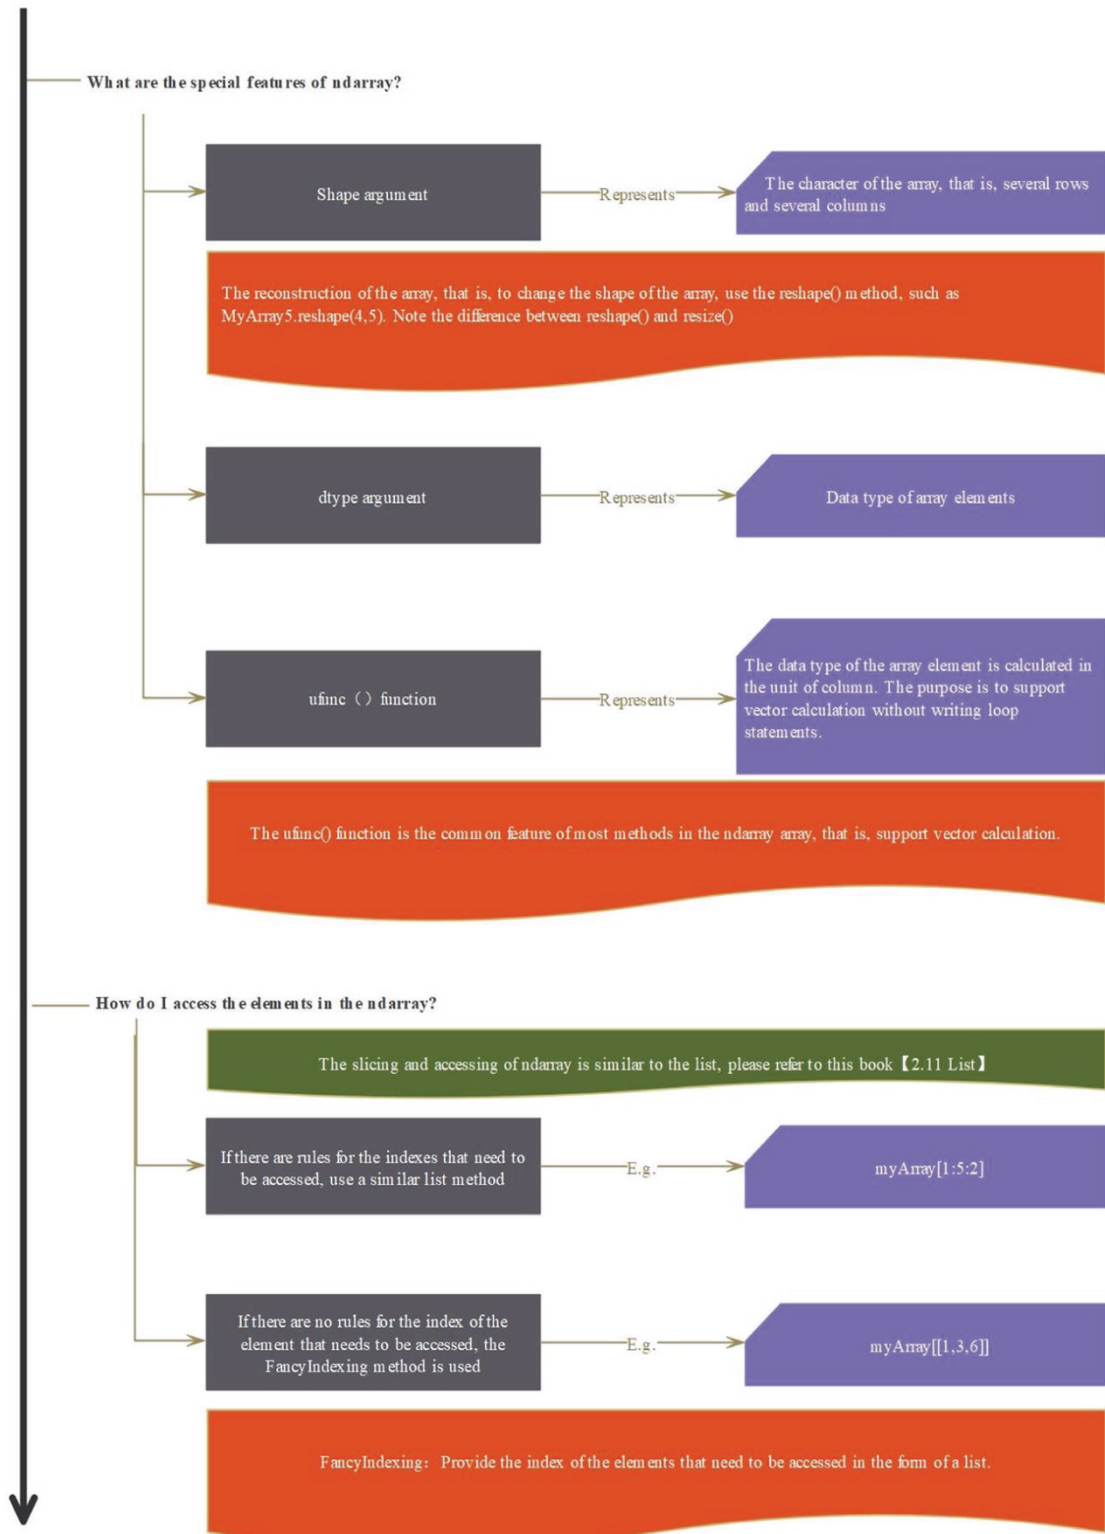 What are the special features of ndarray?
Shape argument
Represents
The character of the array, that is, several rows
and several columns
The reconstruction of the array, that is, to change the shape of the array, use the reshape() method, such as
MyArray5.reshape(4,5). Note the difference between reshape() and resize()
dtype argument
Represents
Data type of array elements
ufunc（）function
Represents
The data type of the array element is calculated in
the unit of column. The purpose is to support
vector calculation without writing loop
statements.
The ufunc() function is the common feature of most methods in the ndarray array, that is, support vector calculation.
How do I access the elements in the ndarray?
The slicing and accessing of ndarray is similar to the list, please refer to this book【2.11 List】
If there are rules for the indexes that need to
be accessed, use a similar list method
E.g.
myArray[1:5:2]
If there are no rules for the index of the
element that needs to be accessed, the
FancyIndexing method is used
E.g.
myArray[[1,3,6]]
FancyIndexing： Provide the index of the elements that need to be accessed in the form of a list.